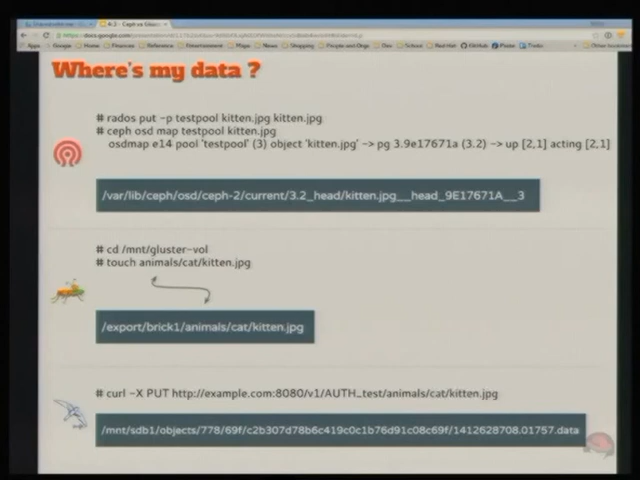 Where's my data ?
# rados put -p testpool kitten.jpg kitten.jpg
# ceph osd map testpool kitten.jpg
osdmap e14 pool 'testpool' (3) object 'kitten.jpg' -> pg 3.9e17671a (3.2) -> up [2,1] acting [2,1]
/var/lib/ceph/osd/ceph-2/current/3.2_head/kitten.jpg__head_9E17671A__3
# cd /mnt/gluster-vol
# touch animals/cat/kitten.jpg
/export/brick1/animals/cat/kitten.jpg
# curl -X PUT http://example.com:8080/v1/AUTH_test/animals/cat/kitten.jpg
/mnt/sdb1/objects/778/69f/c2b307d78b6c419c0c1b76d91c08c69f/1412628708.01757.data